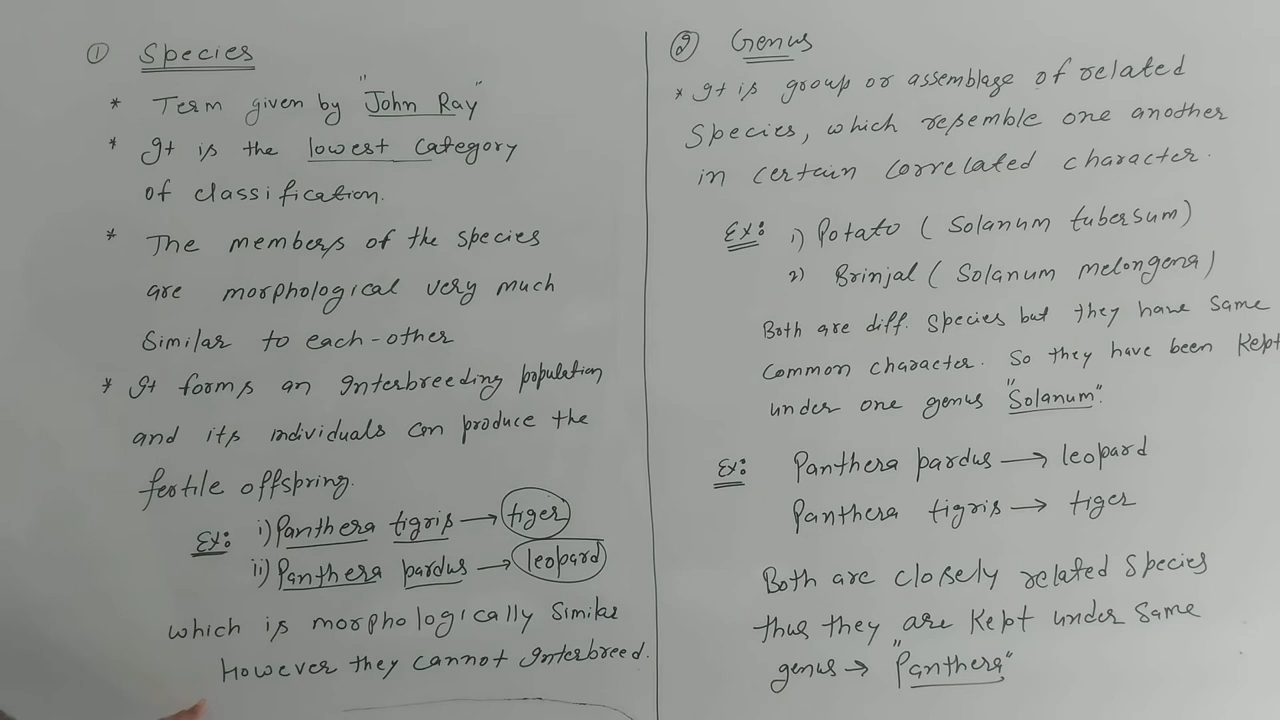 ① Species
* Term given by "John Ray"
* It is the lowest category
of classification.
* The members of the species
are morphological very much
Similar to each-other
* It forms an Interbreeding population
and its individuals can produce the
fertile offspring.
Ex: i) Panthera tigris → tiger
ii) Panthera pardus → leopard
which is morphologically Similar
However they cannot Interbreed.
② Genus
* It is group or assemblage of related
Species, which resemble one another
in certain correlated character.
Ex: 1) Potato (Solanum tubersum)
2) Brinjal (Solanum melongena)
Both are diff. Species but they have Same
Common character. So they have been Kept
under one genus "Solanum".
Ex: Panthera pardus → leopard
Panthera tigris → tiger
Both are closely related Species
thus they are Kept under Same
genus → "Panthera"